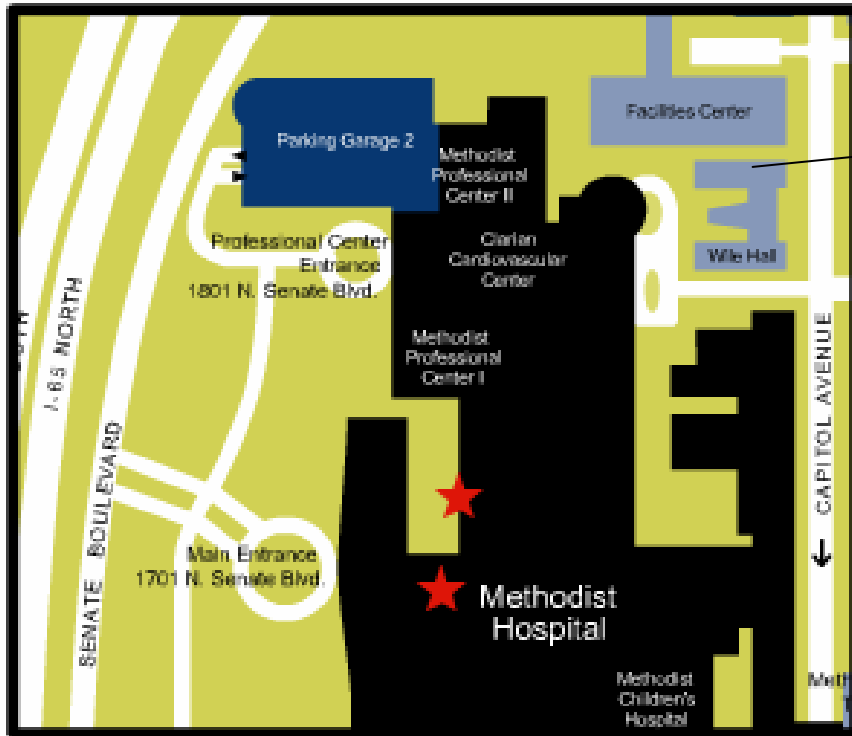 Facilities Center
Parking Garage 2
Methodist
Professional
Center II
Wile Hall
Professional Center
Entrance
1801 N. Senate Blvd.
Clarian
Cardiovascular
Center
J-65 NORTH
Methodist
Professional
Center I
CAPITOL AVENUE
SENATE BOULEVARD
Main Entrance
1701 N. Senate Blvd.
Methodist
Hospital
Methodist
Children's
Hospital